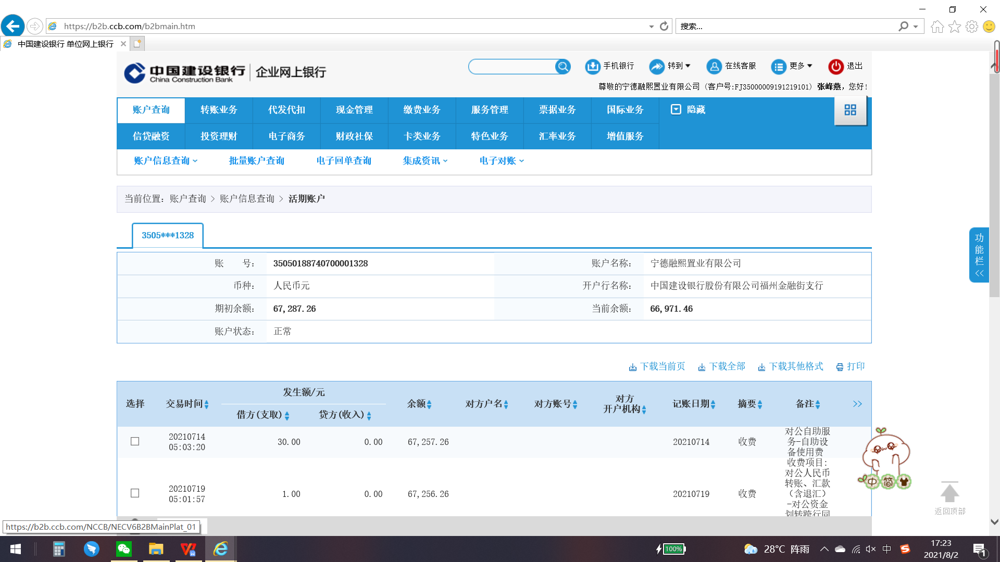 https://b2b.ccb.com/b2bmain.htm
搜索...
中国建设银行 单位网上银行
中国建设银行
China Construction Bank
企业网上银行
手机银行
转到
在线客服
更多
退出
尊敬的宁德融熙置业有限公司（客户号:FJ35000009191219101）张峰燕，您好！
账户查询 转账业务 代发代扣 现金管理 缴费业务 服务管理 票据业务 国际业务 隐藏
信贷融资 投资理财 电子商务 财政社保 卡类业务 特色业务 汇率业务 增值服务
账户信息查询 批量账户查询 电子回单查询 集成资讯 电子对账
当前位置：账户查询 > 账户信息查询 > 活期账户
3505***1328
功能栏
<<
账 号： 35050188740700001328 账户名称： 宁德融熙置业有限公司
币种： 人民币元 开户行名称： 中国建设银行股份有限公司福州金融街支行
期初余额： 67,287.26 当前余额： 66,971.46
账户状态： 正常
下载当前页 下载全部 下载其他格式 打印
选择
交易时间
发生额/元
借方(支取)
贷方(收入)
余额
对方户名
对方账号
对方
开户机构
记账日期
摘要
备注
>>
20210714
05:03:20
30.00
0.00
67,257.26
20210714
收费
对公自助服
务-自助设
备使用费
20210719
05:01:57
1.00
0.00
67,256.26
20210719
收费
收费项目:
对公人民币
转账、汇款
（含退汇）
-对公资金
划转跨行同
中 简
返回顶部
https://b2b.ccb.com/NCCB/NECV6B2BMainPlat_01
100%
28°C 阵雨
中
17:23
2021/8/2
1